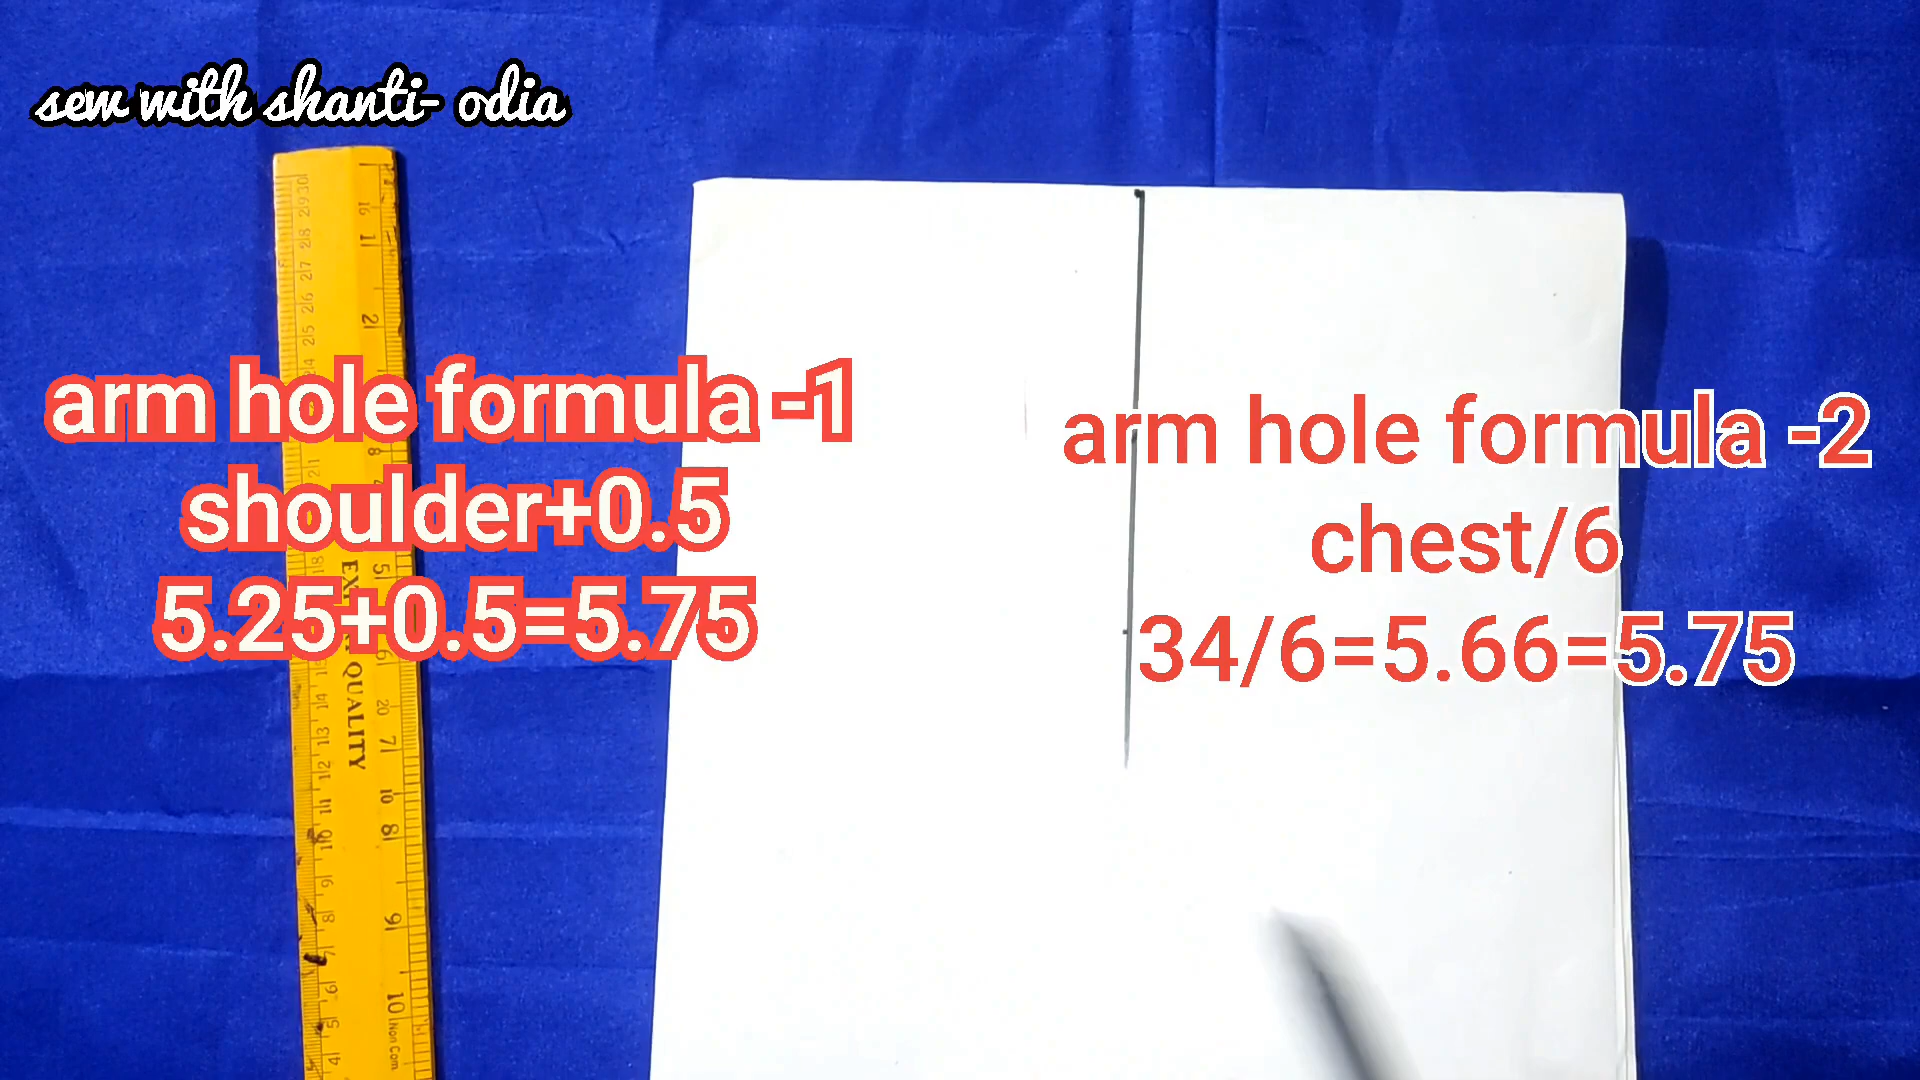 sew with shanti- odia
arm hole formula -1
shoulder+0.5
5.25+0.5=5.75
arm hole formula -2
chest/6
34/6=5.66=5.75
QUALITY